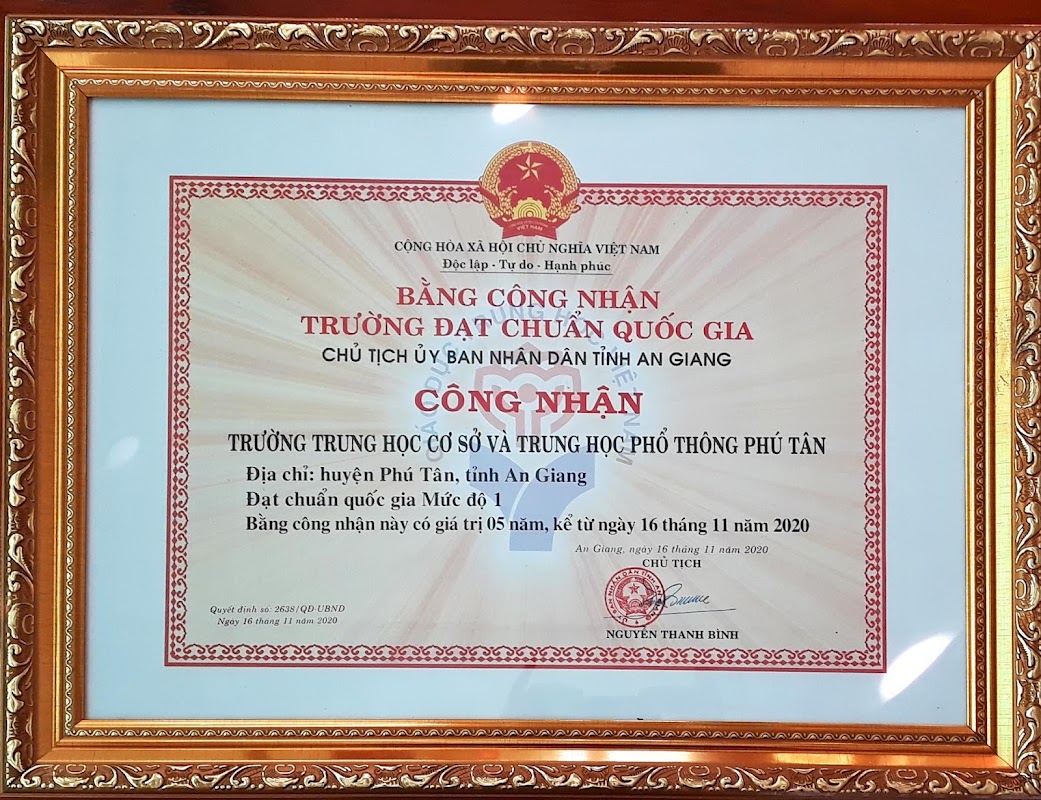 VIỆT NAM
CỘNG HÒA XÃ HỘI CHỦ NGHĨA VIỆT NAM
Độc lập - Tự do - Hạnh phúc
BẰNG CÔNG NHẬN
TRƯỜNG ĐẠT CHUẨN QUỐC GIA
CHỦ TỊCH ỦY BAN NHÂN DÂN TỈNH AN GIANG
CÔNG NHẬN
TRƯỜNG TRUNG HỌC CƠ SỞ VÀ TRUNG HỌC PHỔ THÔNG PHÚ TÂN
Địa chỉ: huyện Phú Tân, tỉnh An Giang
Đạt chuẩn quốc gia Mức độ 1
Bằng công nhận này có giá trị 05 năm, kể từ ngày 16 tháng 11 năm 2020
An Giang, ngày 16 tháng 11 năm 2020
CHỦ TỊCH
Quyết định số: 2638/QĐ-UBND
Ngày 16 tháng 11 năm 2020
NGUYỄN THANH BÌNH